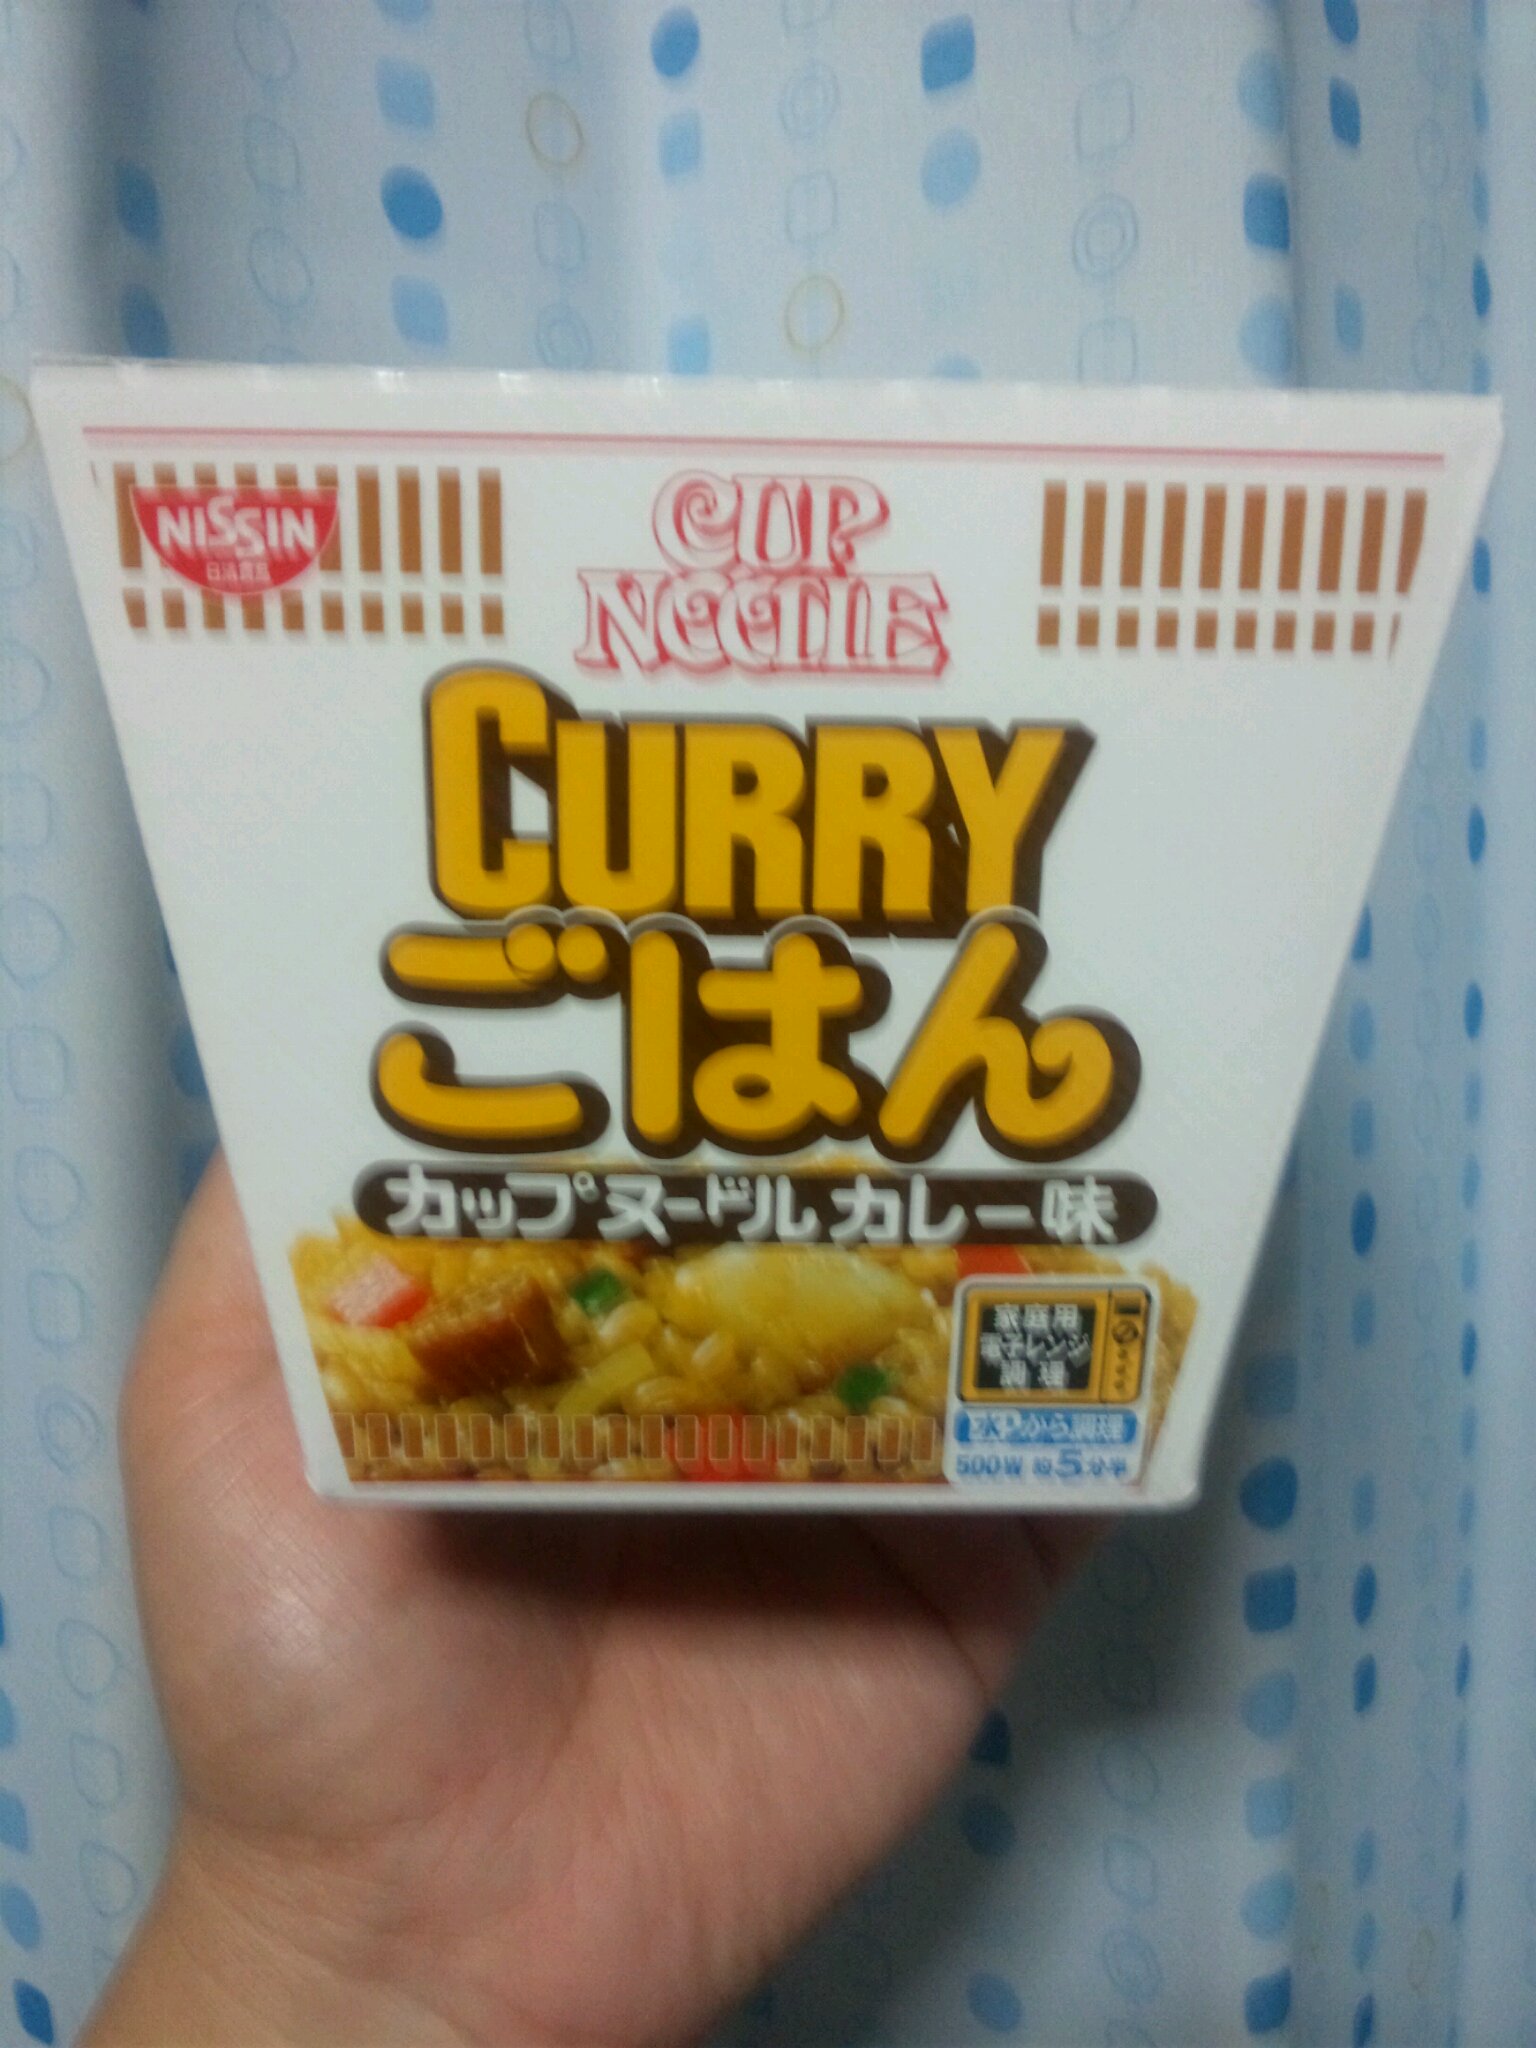 NISSIN
日清食品
CUP
NOODLE
CURRY
ごはん
カップヌードルカレー味
家庭用
電子レンジ
調理
水から調理
500W 約5分半